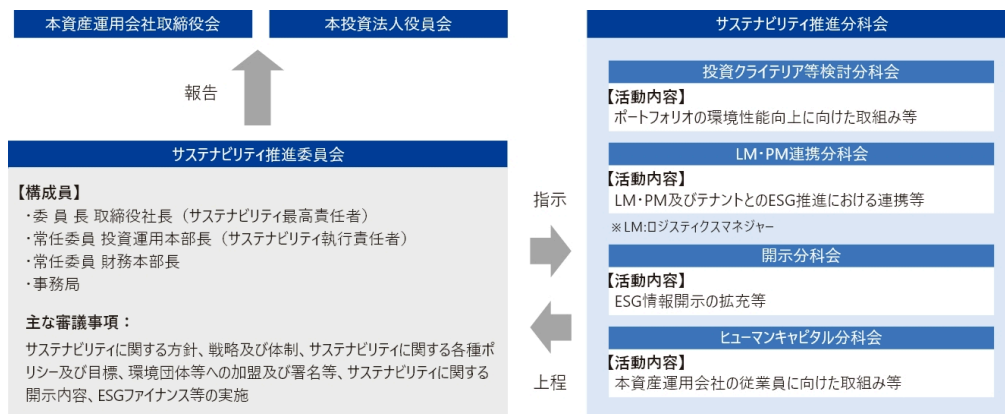 本資産運用会社取締役会
本投資法人役員会
報告
サステナビリティ推進委員会
【構成員】
・委 員 長 取締役社長（サステナビリティ最高責任者）
・常任委員 投資運用本部長（サステナビリティ執行責任者）
・常任委員 財務本部長
・事務局
主な審議事項：
サステナビリティに関する方針、戦略及び体制、サステナビリティに関する各種ポ
リシー及び目標、環境団体等への加盟及び署名等、サステナビリティに関する
開示内容、ESGファイナンス等の実施
指示
上程
サステナビリティ推進分科会
投資クライテリア等検討分科会
【活動内容】
ポートフォリオの環境性能向上に向けた取組み等
LM・PM連携分科会
【活動内容】
LM・PM及びテナントとのESG推進における連携等
※LM:ロジスティクスマネジャー
開示分科会
【活動内容】
ESG情報開示の拡充等
ヒューマンキャピタル分科会
【活動内容】
本資産運用会社の従業員に向けた取組み等